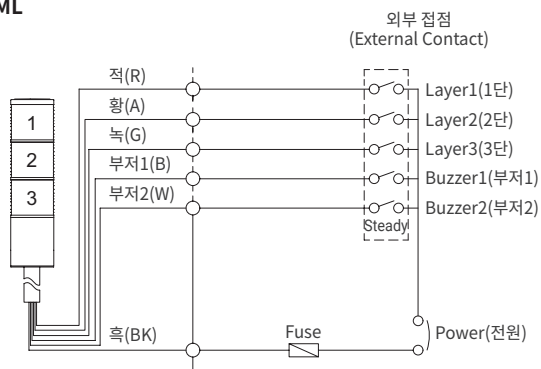 ML
외부 접점
(External Contact)
적(R)
Layer1(1단)
황(A)
Layer2(2단)
녹(G)
Layer3(3단)
부저1(B)
Buzzer1(부저1)
부저2(W)
Buzzer2(부저2)
Steady
1
2
3
흑(BK)
Fuse
Power(전원)